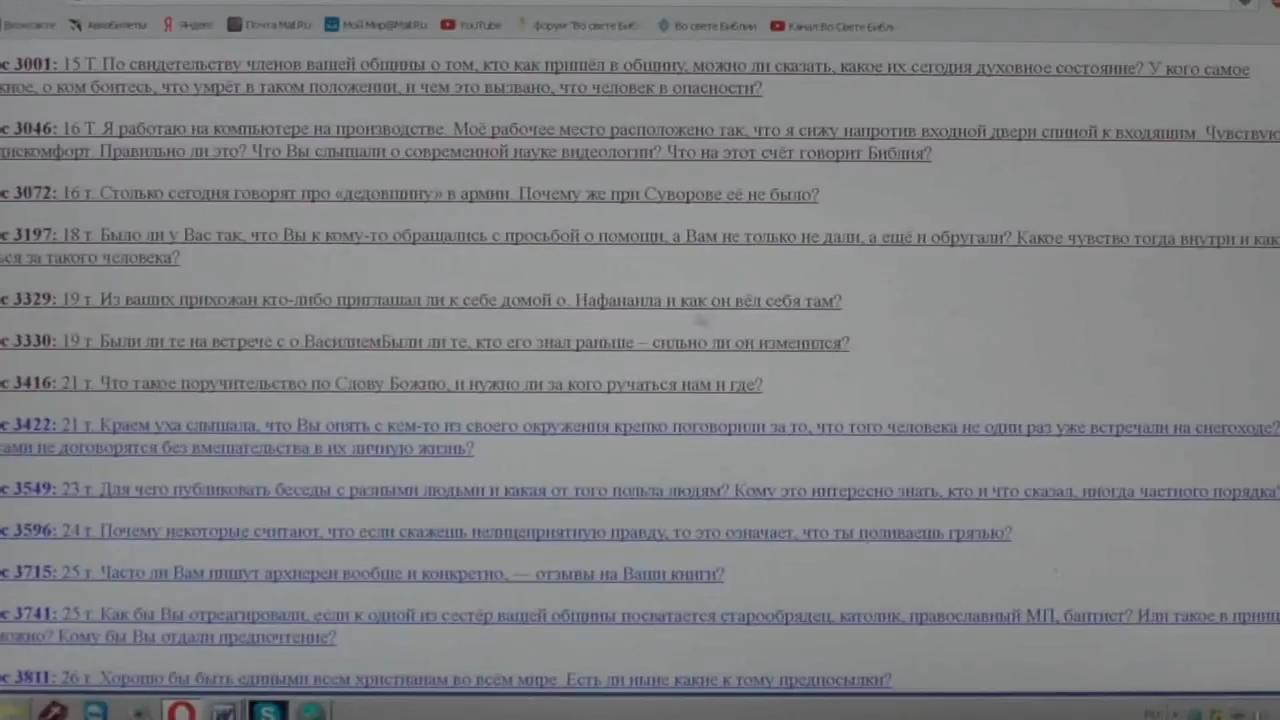 Вконтакте Авиабилеты Яндекс Почта Mail.Ru Мой Мир@Mail.Ru YouTube форум "Во свете Биб Во свете Библии Канал Во Свете Библ
с 3001: 15 Т. По свидетельству членов вашей общины о том, кто как пришёл в общину, можно ли сказать, какое их сегодня духовное состояние? У кого самое
жное, о ком боитесь, что умрёт в таком положении, и чем это вызвано, что человек в опасности?
с 3046: 16 Т. Я работаю на компьютере на производстве. Моё рабочее место расположено так, что я сижу напротив входной двери спиной к входящим. Чувствую
дискомфорт. Правильно ли это? Что Вы слышали о современной науке видеологии? Что на этот счёт говорит Библия?
с 3072: 16 т. Столько сегодня говорят про «дедовщину» в армии. Почему же при Суворове её не было?
с 3197: 18 т. Было ли у Вас так, что Вы к кому-то обращались с просьбой о помощи, а Вам не только не дали, а ещё и обругали? Какое чувство тогда внутри и как
ься за такого человека?
с 3329: 19 т. Из ваших прихожан кто-либо приглашал ли к себе домой о. Нафанаила и как он вёл себя там?
с 3330: 19 т. Были ли те на встрече с о.ВасилиемБыли ли те, кто его знал раньше – сильно ли он изменился?
с 3416: 21 т. Что такое поручительство по Слову Божию, и нужно ли за кого ручаться нам и где?
с 3422: 21 т. Краем уха слышала, что Вы опять с кем-то из своего окружения крепко поговорили за то, что того человека не один раз уже встречали на снегоходе?
сами не договорятся без вмешательства в их личную жизнь?
с 3549: 23 т. Для чего публиковать беседы с разными людьми и какая от того польза людям? Кому это интересно знать, кто и что сказал, иногда частного порядка?
с 3596: 24 т. Почему некоторые считают, что если скажешь нелицеприятную правду, то это означает, что ты поливаешь грязью?
с 3715: 25 т. Часто ли Вам пишут архиереи вообще и конкретно, — отзывы на Ваши книги?
с 3741: 25 т. Как бы Вы отреагировали, если к одной из сестёр вашей общины посватается старообрядец, католик, православный МП, баптист? Или такое в принц
можно? Кому бы Вы отдали предпочтение?
с 3811: 26 т. Хорошо бы быть едиными всем христианам во всём мире. Есть ли ныне какие к тому предпосылки?